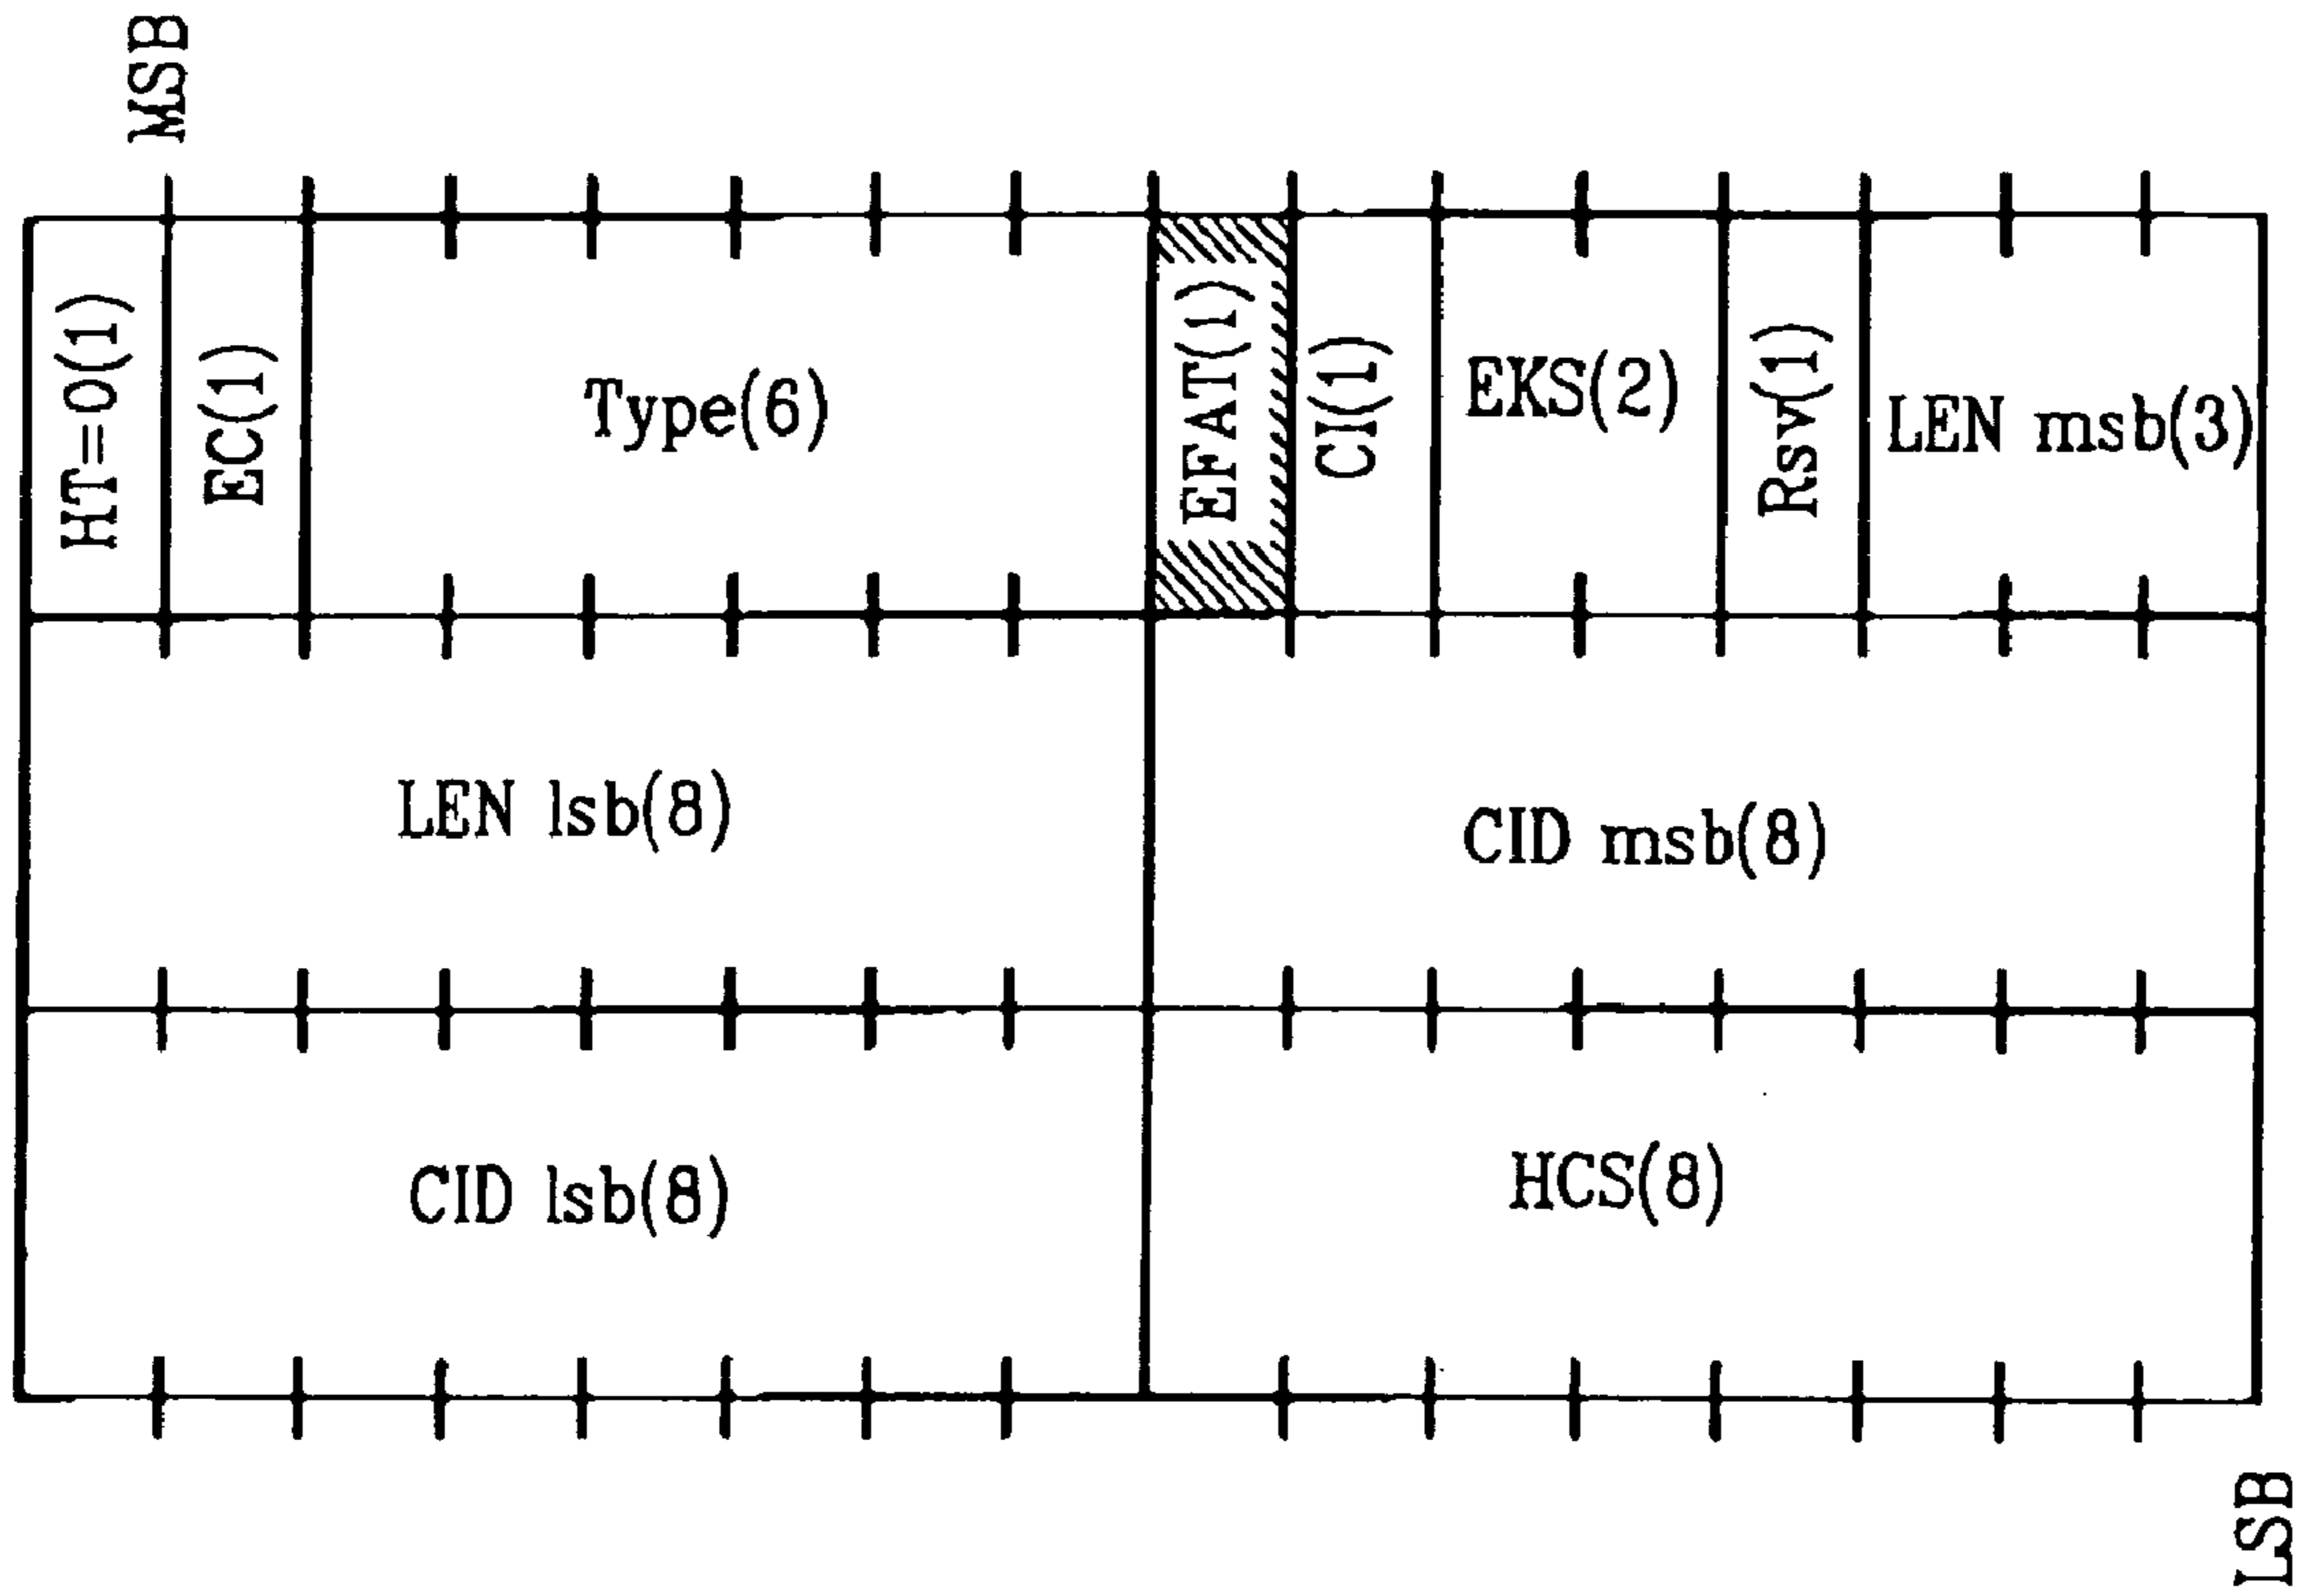 MSB
HT=0(1)
EC(1)
Type(6)
EFAT(1)
CI(1)
EKS(2)
Rsv(1)
LEN msb(3)
LEN lsb(8)
CID msb(8)
CID lsb(8)
HCS(8)
LSB